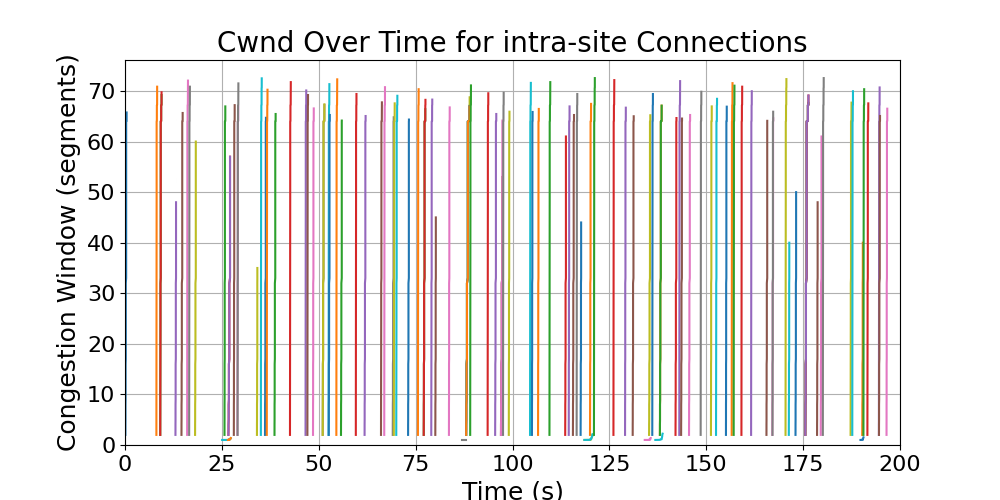 Cwnd Over Time for intra-site Connections
Congestion Window (segments)
70
60
50
40
30
20
10
0
0 25 50 75 100 125 150 175 200
Time (s)